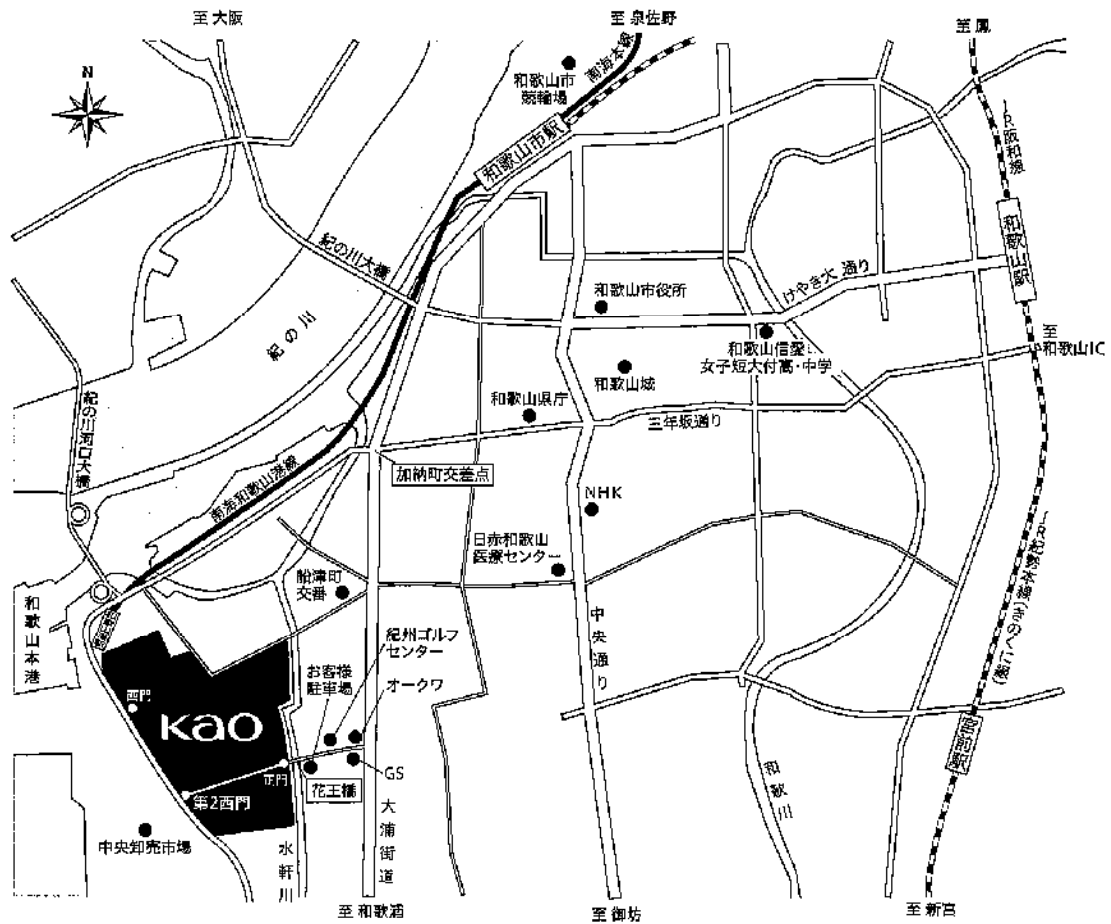 至 大阪
至 泉佐野
至 鳳
N
和歌山市
競輪場
南海本線
JR阪和線
和歌山市駅
和歌山駅
紀の川大橋
紀の川
けやき大通り
和歌山市役所
至
和歌山IC
和歌山信愛
女子短大付高・中学
和歌山城
和歌山県庁
三年坂通り
紀の川河口大橋
加納町交差点
南海和歌山港線
NHK
日赤和歌山
医療センター
船津町
交番
和歌山本港
中央通り
紀州ゴルフ
センター
お客様
駐車場
オークワ
西門
kao
GS
正門
花王橋
第2西門
中央卸売市場
水軒川
大浦街道
和歌川
至 和歌浦
至 御坊
至 新宮